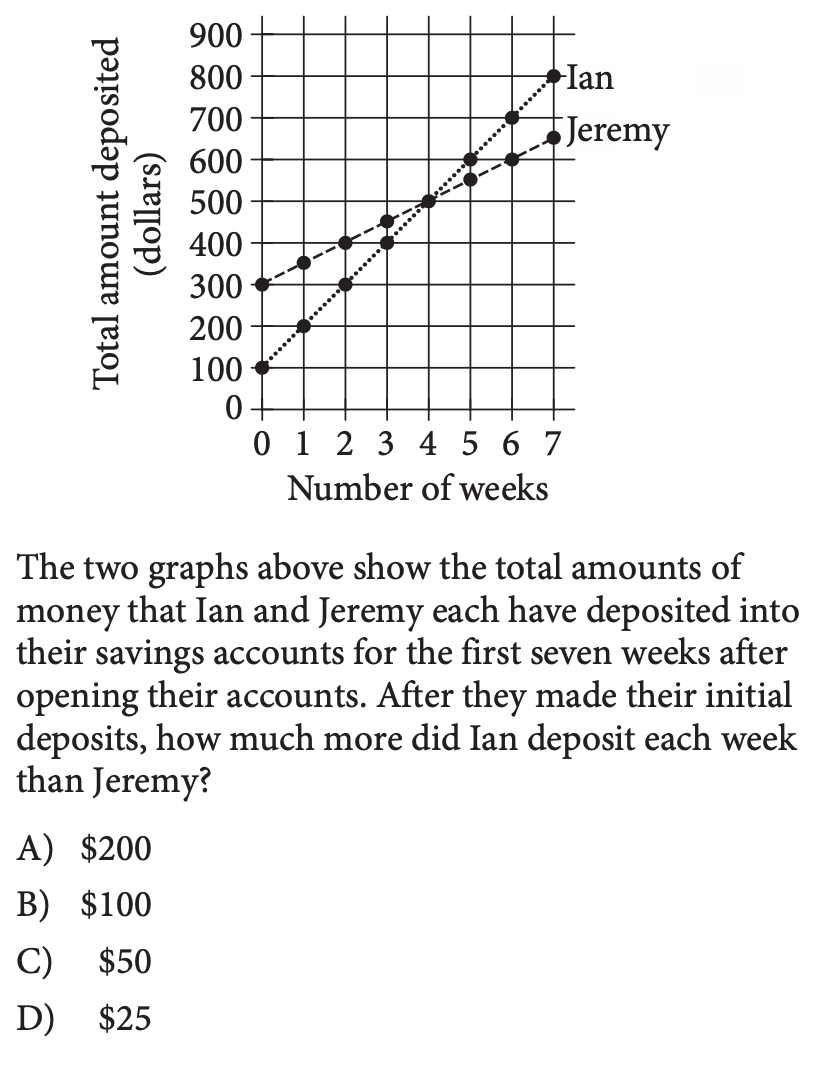 Total amount deposited
(dollars)
900
800
700
600
500
400
300
200
100
0
Ian
Jeremy
0 1 2 3 4 5 6 7
Number of weeks
The two graphs above show the total amounts of
money that Ian and Jeremy each have deposited into
their savings accounts for the first seven weeks after
opening their accounts. After they made their initial
deposits, how much more did Ian deposit each week
than Jeremy?
A) $200
B) $100
C) $50
D) $25